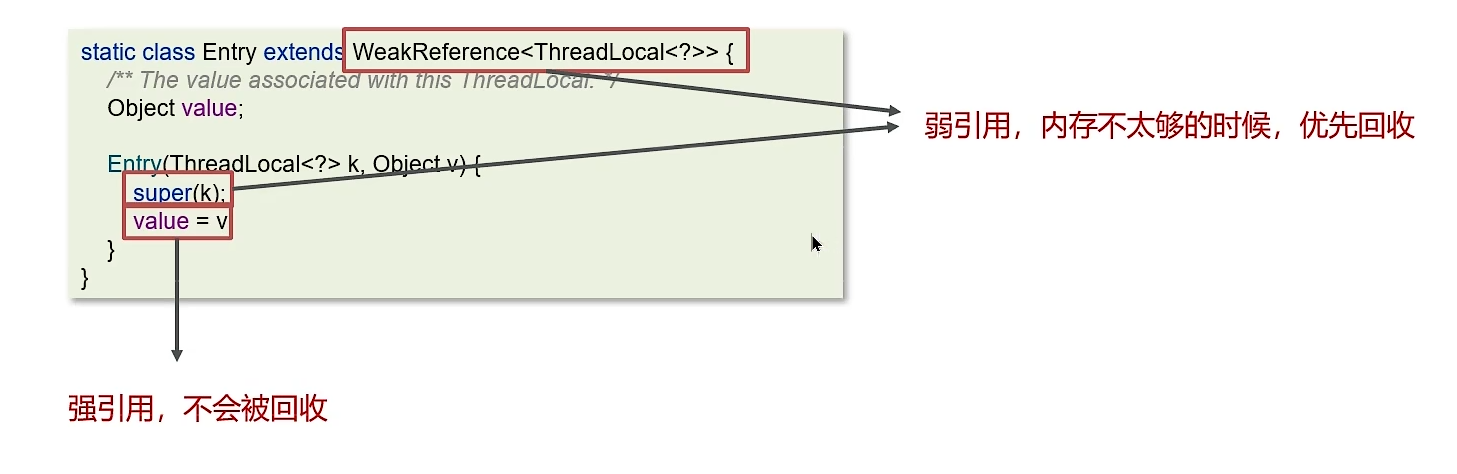 static class Entry extends WeakReference<ThreadLocal<?>> {
/** The value associated with this ThreadLocal. */
Object value;
Entry(ThreadLocal<?> k, Object v) {
super(k);
value = v
}
}
弱引用，内存不太够的时候，优先回收
强引用，不会被回收